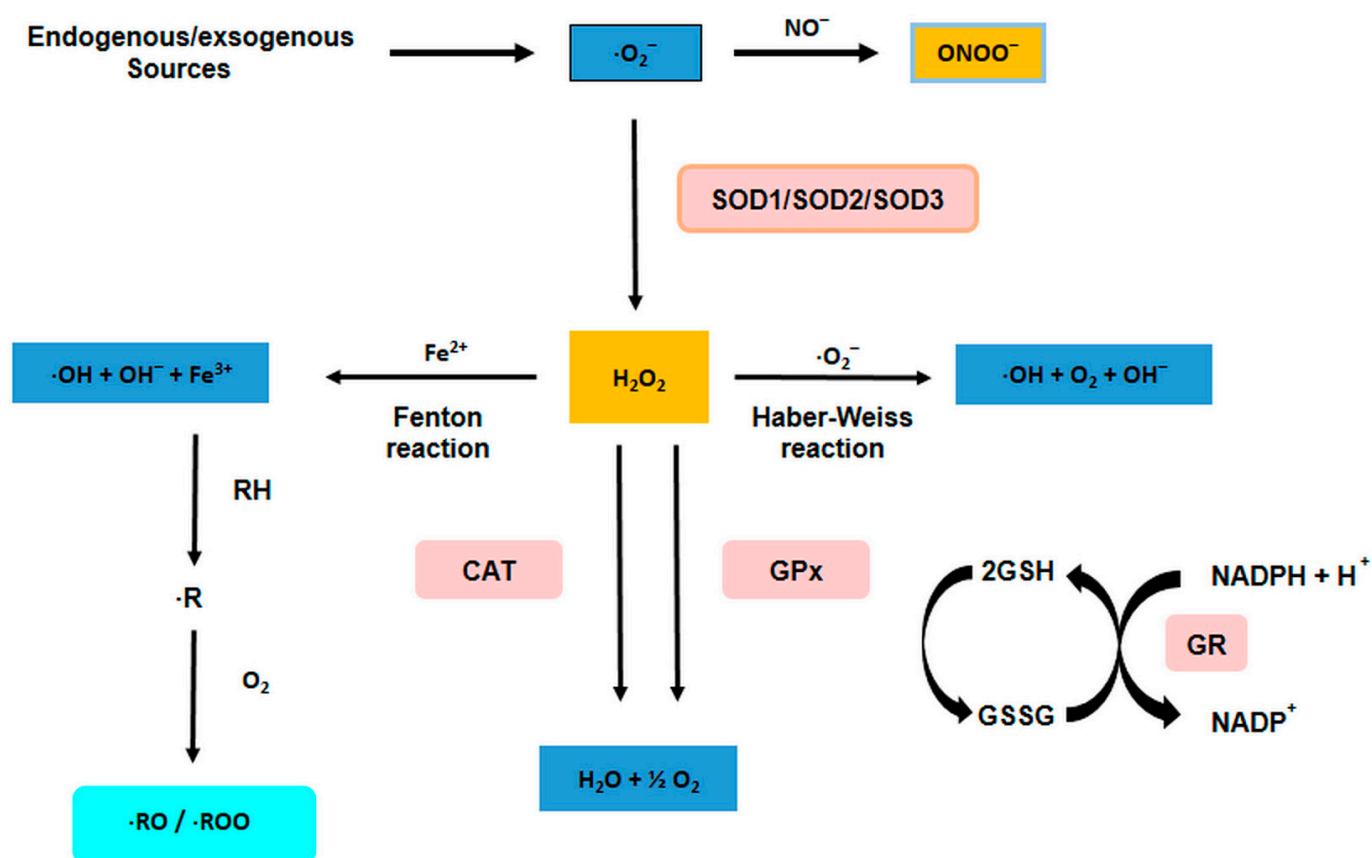 Endogenous/exsogenous
Sources
·O₂⁻
NO⁻
ONOO⁻
SOD1/SOD2/SOD3
·OH + OH⁻ + Fe³⁺
Fe²⁺
Fenton
reaction
H₂O₂
·O₂⁻
Haber-Weiss
reaction
·OH + O₂ + OH⁻
RH
·R
O₂
·RO / ·ROO
CAT
GPx
H₂O + ½ O₂
2GSH
NADPH + H⁺
GR
GSSG
NADP⁺